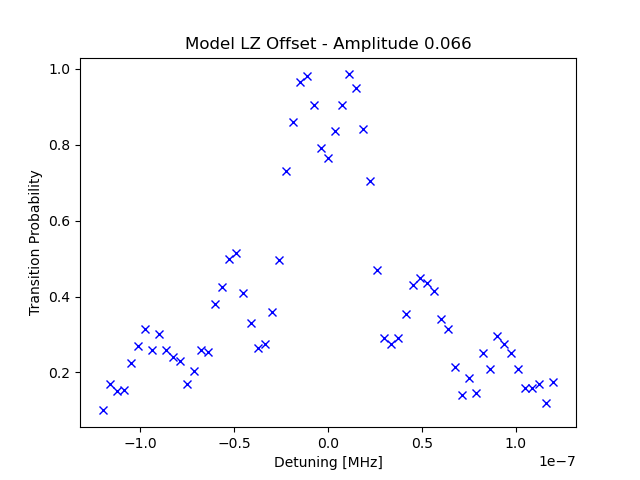 Model LZ Offset - Amplitude 0.066
Transition Probability
1.0
0.8
0.6
0.4
0.2
−1.0 −0.5 0.0 0.5 1.0
1e−7
Detuning [MHz]